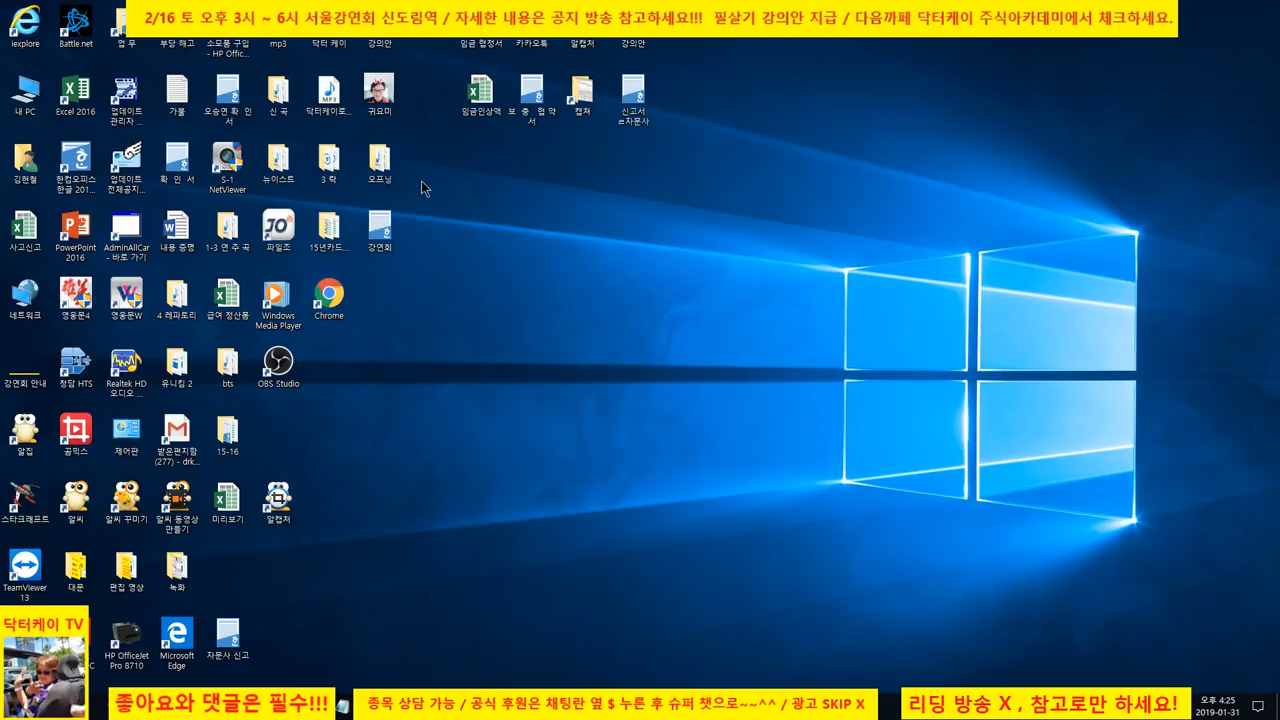 2/16 토 오후 3시 ~ 6시 서울강연회 신도림역 / 자세한 내용은 공지 방송 참고하세요!!! 필살기 강의안 지급 / 다음까페 닥터케이 주식아카데미에서 체크하세요.
iexplore Battle.net 업 무 부당 해고 소모품 구입 - HP Offic... mp3 닥터 케이 강의안 임금 협정서 카카오톡 알캡처 강의안
내 PC Excel 2016 업데이트 관리자 ... 가불 오승연 확 인 서 신 곡 닥터케이로... 귀요미 임금인상액 보 충 협 약 서 캡쳐 신고서 =자문사
김현철 한컴오피스 한글 201... 업데이트 전체공지... 확 인 서 S-1 NetViewer 뉴이스트 3 락 오프닝
사고신고 PowerPoint 2016 AdminAllCar - 바로 가기 내용 증명 1-3 연 주 곡 파일조 15년카드... 강연회
네트워크 영웅문4 영웅문W 4 레파토리 급여 정산폼 Windows Media Player Chrome
강연회 안내 청담 HTS Realtek HD 오디오 ... 유니킹 2 bts OBS Studio
알집 곰믹스 제어판 받은편지함 (277) - drk... 15-16
스타크래프트 알씨 알씨 꾸미기 알씨 동영상 만들기 미리보기 알캡처
TeamViewer 13 대문 편집 영상 녹화
HP OfficeJet Pro 8710 Microsoft Edge 자문사 신고
닥터케이 TV
좋아요와 댓글은 필수!!!
종목 상담 가능 / 공식 후원은 채팅란 옆 $ 누른 후 슈퍼 챗으로~~^^ / 광고 SKIP X
리딩 방송 X , 참고로만 하세요!
오후 4:25
2019-01-31